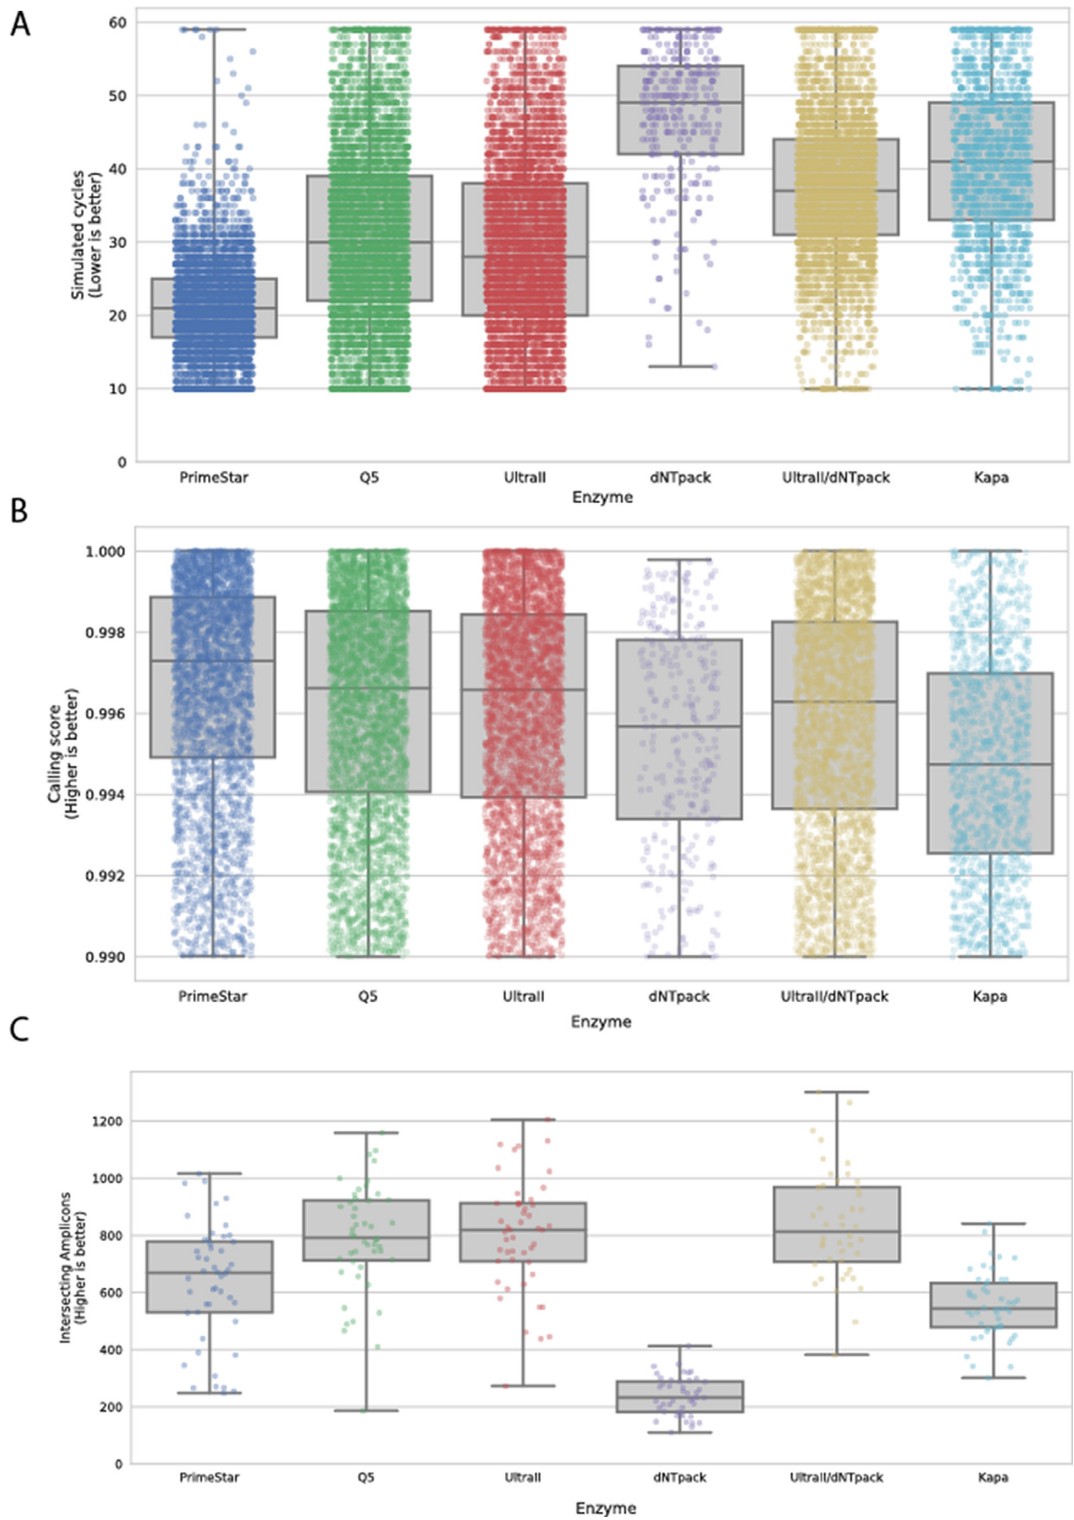 A
60
50
40
30
20
10
0
Simulated cycles
(Lower is better)
PrimeStar Q5 UltraII dNTpack UltraII/dNTpack Kapa
Enzyme
B
1.000
0.998
0.996
0.994
0.992
0.990
Calling score
(Higher is better)
PrimeStar Q5 UltraII dNTpack UltraII/dNTpack Kapa
Enzyme
C
1200
1000
800
600
400
200
0
Intersecting Amplicons
(Higher is better)
PrimeStar Q5 UltraII dNTpack UltraII/dNTpack Kapa
Enzyme